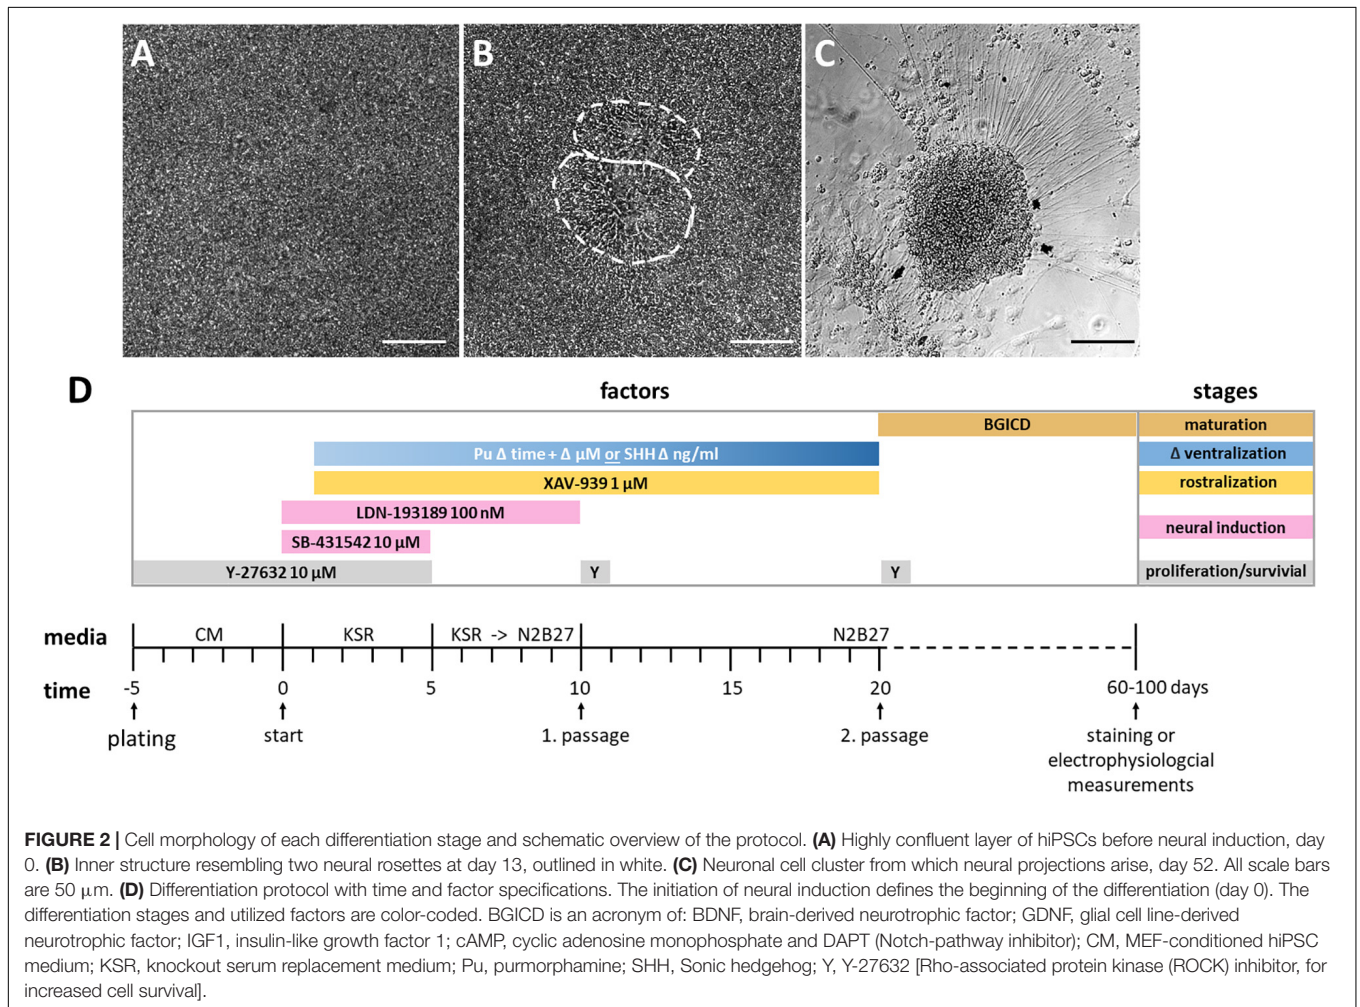 A
B
C
D
factors
stages
BGICD
maturation
Pu Δ time + Δ µM or SHH Δ ng/ml
Δ ventralization
XAV-939 1 µM
rostralization
LDN-193189 100 nM
neural induction
SB-431542 10 µM
Y-27632 10 µM
Y
Y
proliferation/survivial
media
CM
KSR
KSR -> N2B27
N2B27
time
-5
0
5
10
15
20
60-100 days
plating
start
1. passage
2. passage
staining or
electrophysiologcial
measurements
FIGURE 2 | Cell morphology of each differentiation stage and schematic overview of the protocol. (A) Highly confluent layer of hiPSCs before neural induction, day
0. (B) Inner structure resembling two neural rosettes at day 13, outlined in white. (C) Neuronal cell cluster from which neural projections arise, day 52. All scale bars
are 50 µm. (D) Differentiation protocol with time and factor specifications. The initiation of neural induction defines the beginning of the differentiation (day 0). The
differentiation stages and utilized factors are color-coded. BGICD is an acronym of: BDNF, brain-derived neurotrophic factor; GDNF, glial cell line-derived
neurotrophic factor; IGF1, insulin-like growth factor 1; cAMP, cyclic adenosine monophosphate and DAPT (Notch-pathway inhibitor); CM, MEF-conditioned hiPSC
medium; KSR, knockout serum replacement medium; Pu, purmorphamine; SHH, Sonic hedgehog; Y, Y-27632 [Rho-associated protein kinase (ROCK) inhibitor, for
increased cell survival].